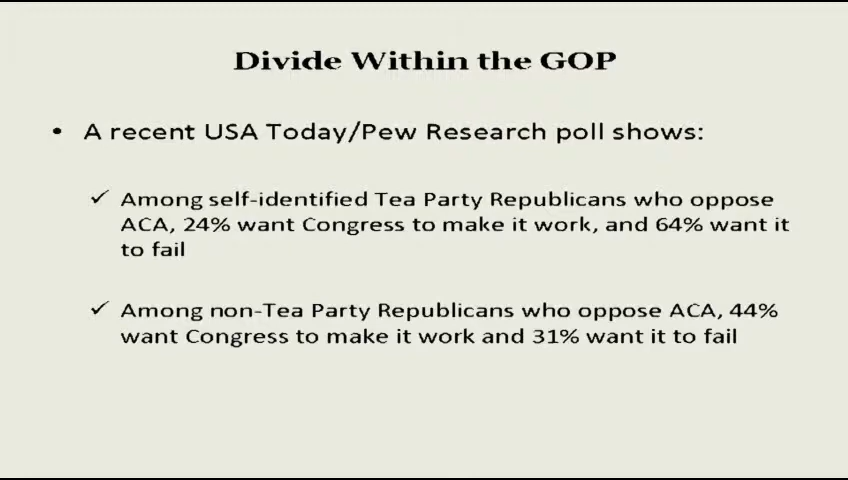 Divide Within the GOP
• A recent USA Today/Pew Research poll shows:
✓ Among self-identified Tea Party Republicans who oppose
ACA, 24% want Congress to make it work, and 64% want it
to fail
✓ Among non-Tea Party Republicans who oppose ACA, 44%
want Congress to make it work and 31% want it to fail